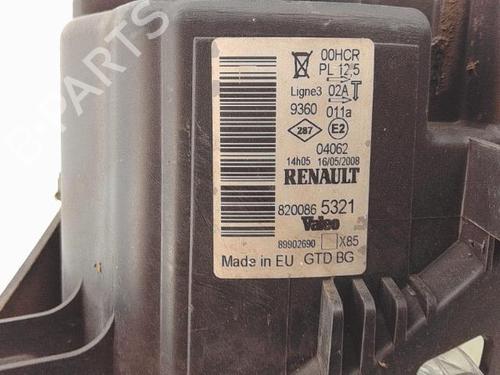 B-PARTS
00HCR
PL 12,5
Ligne3 02A
9360 011a
287 E2
04062
14h05 16/05/2008
RENAULT
820086 5321
Valeo
89902690 X85
Made in EU GTD BG